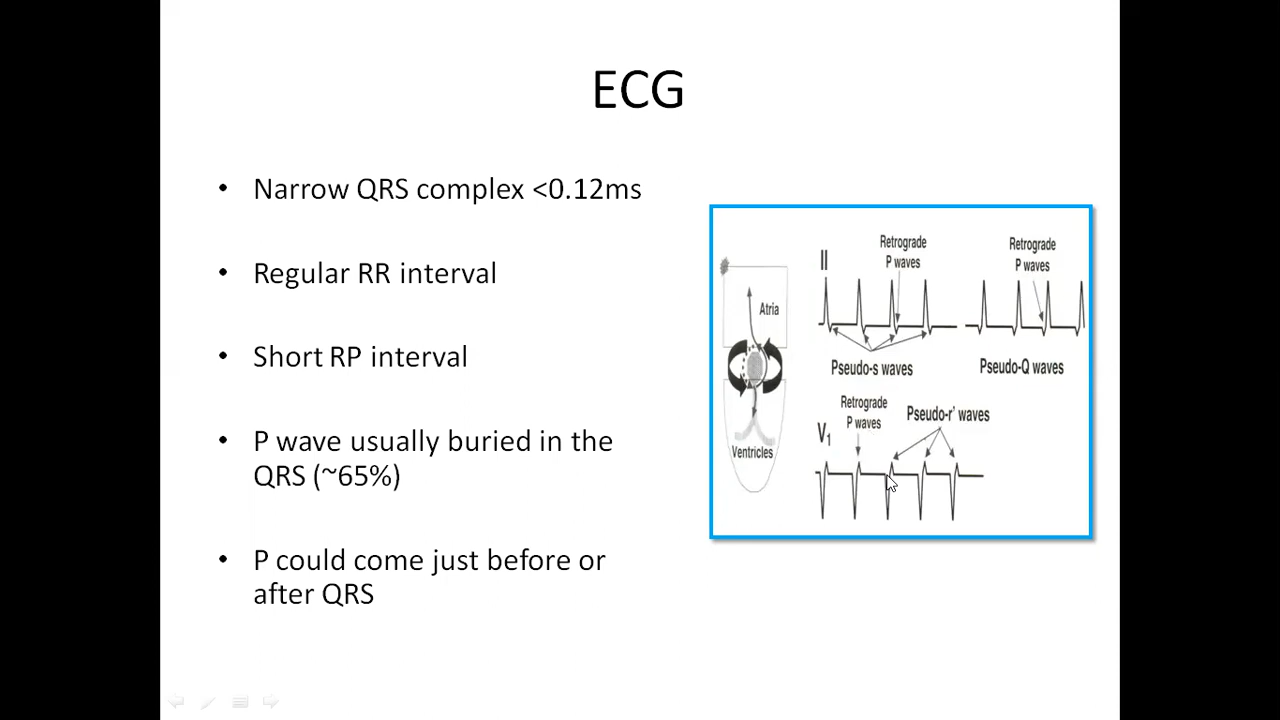 ECG
• Narrow QRS complex <0.12ms
• Regular RR interval
• Short RP interval
• P wave usually buried in the
QRS (~65%)
• P could come just before or
after QRS
II
Retrograde
P waves
Retrograde
P waves
Atria
Pseudo-s waves
Pseudo-Q waves
Retrograde
P waves
Pseudo-r' waves
V1
Ventricles